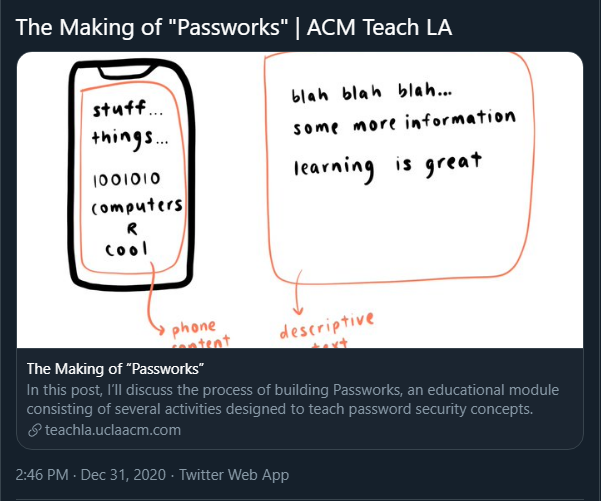 The Making of "Passworks" | ACM Teach LA
stuff...
things...
1001010
computers
R
cool
blah blah blah...
some more information
learning is great
phone
content
descriptive
text
The Making of “Passworks”
In this post, I’ll discuss the process of building Passworks, an educational module
consisting of several activities designed to teach password security concepts.
teachla.uclaacm.com
2:46 PM · Dec 31, 2020 · Twitter Web App